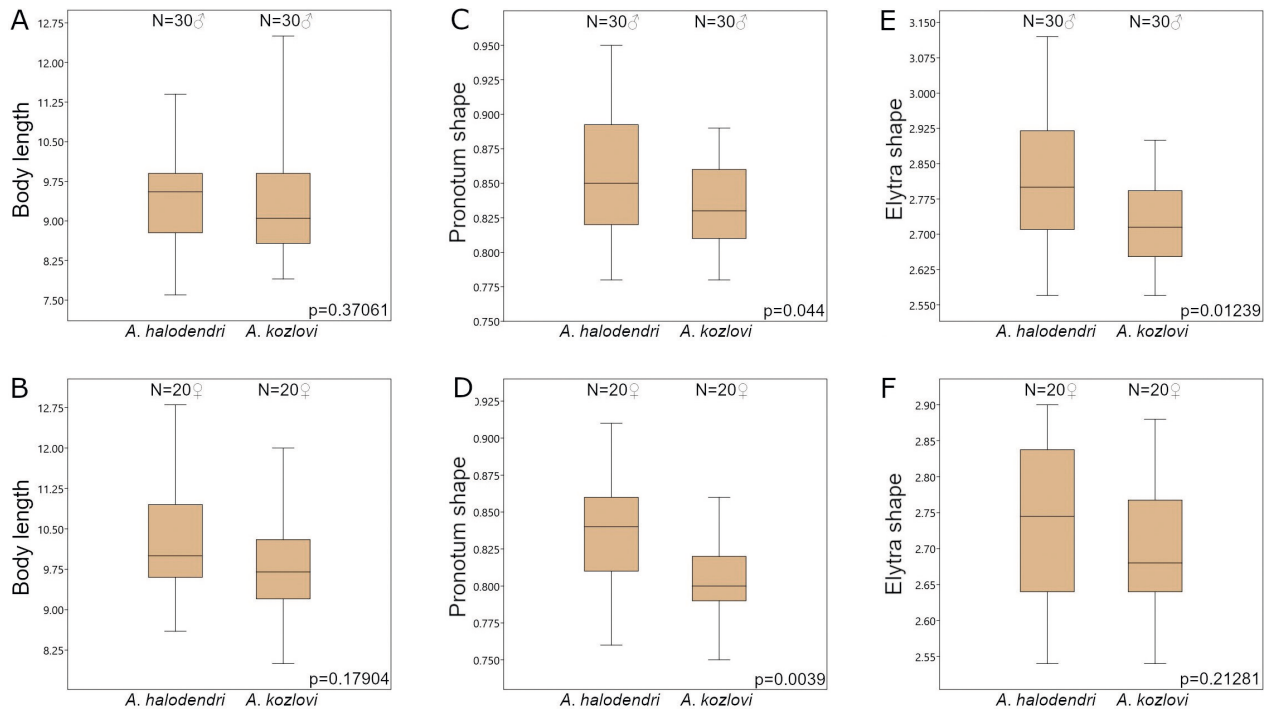 A
N=30♂ N=30♂
Body length
12.75
12.00
11.25
10.50
9.75
9.00
8.25
7.50
p=0.37061
A. halodendri A. kozlovi
C
N=30♂ N=30♂
Pronotum shape
0.950
0.925
0.900
0.875
0.850
0.825
0.800
0.775
0.750
p=0.044
A. halodendri A. kozlovi
E
N=30♂ N=30♂
Elytra shape
3.150
3.075
3.000
2.925
2.850
2.775
2.700
2.625
2.550
p=0.01239
A. halodendri A. kozlovi
B
N=20♀ N=20♀
Body length
12.75
12.00
11.25
10.50
9.75
9.00
8.25
p=0.17904
A. halodendri A. kozlovi
D
N=20♀ N=20♀
Pronotum shape
0.925
0.900
0.875
0.850
0.825
0.800
0.775
0.750
p=0.0039
A. halodendri A. kozlovi
F
N=20♀ N=20♀
Elytra shape
2.90
2.85
2.80
2.75
2.70
2.65
2.60
2.55
p=0.21281
A. halodendri A. kozlovi